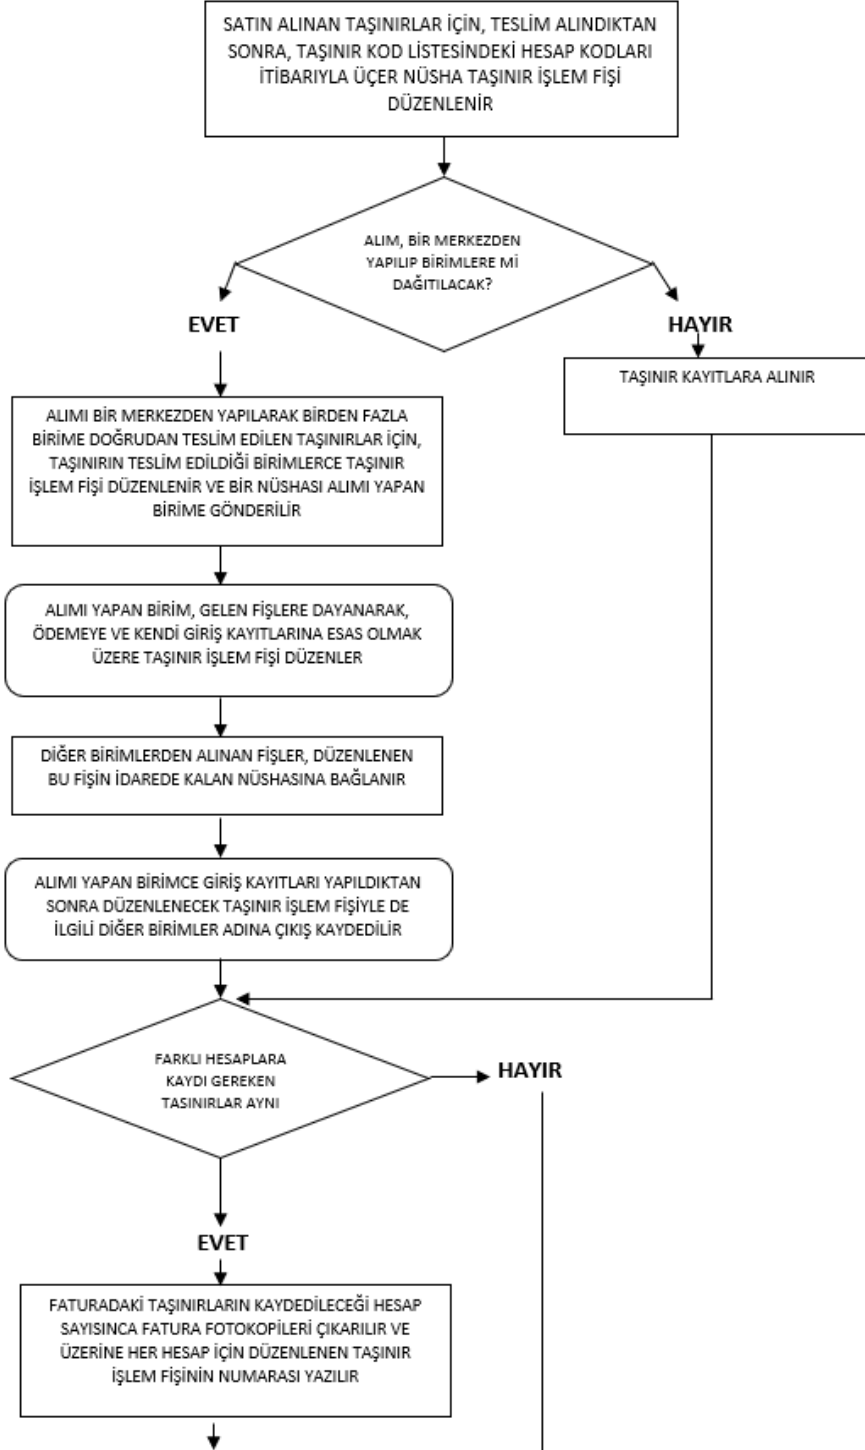 SATIN ALINAN TAŞINIRLAR İÇİN, TESLİM ALINDIKTAN
SONRA, TAŞINIR KOD LİSTESİNDEKİ HESAP KODLARI
İTİBARIYLA ÜÇER NÜSHA TAŞINIR İŞLEM FİŞİ
DÜZENLENİR
ALIM, BİR MERKEZDEN
YAPILIP BİRİMLERE Mİ
DAĞITILACAK?
EVET
HAYIR
TAŞINIR KAYITLARA ALINIR
ALIMI BİR MERKEZDEN YAPILARAK BİRDEN FAZLA
BİRİME DOĞRUDAN TESLİM EDİLEN TAŞINIRLAR İÇİN,
TAŞINIRIN TESLİM EDİLDİĞİ BİRİMLERCE TAŞINIR
İŞLEM FİŞİ DÜZENLENİR VE BİR NÜSHASI ALIMI YAPAN
BİRİME GÖNDERİLİR
ALIMI YAPAN BİRİM, GELEN FİŞLERE DAYANARAK,
ÖDEMEYE VE KENDİ GİRİŞ KAYITLARINA ESAS OLMAK
ÜZERE TAŞINIR İŞLEM FİŞİ DÜZENLER
DİĞER BİRİMLERDEN ALINAN FİŞLER, DÜZENLENEN
BU FİŞİN İDAREDE KALAN NÜSHASINA BAĞLANIR
ALIMI YAPAN BİRİMCE GİRİŞ KAYITLARI YAPILDIKTAN
SONRA DÜZENLENECEK TAŞINIR İŞLEM FİŞİYLE DE
İLGİLİ DİĞER BİRİMLER ADINA ÇIKIŞ KAYDEDİLİR
FARKLI HESAPLARA
KAYDI GEREKEN
TASINIRLAR AYNI
HAYIR
EVET
FATURADAKİ TAŞINIRLARIN KAYDEDİLECEĞİ HESAP
SAYISINCA FATURA FOTOKOPİLERİ ÇIKARILIR VE
ÜZERİNE HER HESAP İÇİN DÜZENLENEN TAŞINIR
İŞLEM FİŞİNİN NUMARASI YAZILIR